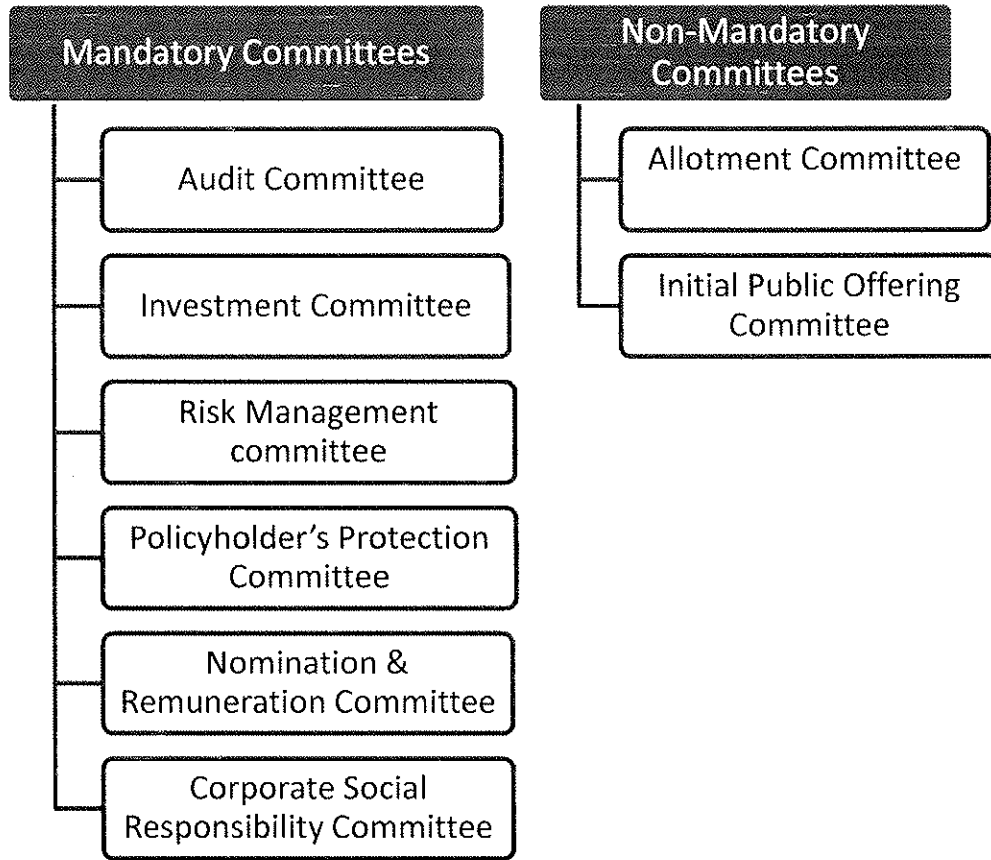 Mandatory Committees
Audit Committee
Investment Committee
Risk Management
committee
Policyholder's Protection
Committee
Nomination &
Remuneration Committee
Corporate Social
Responsibility Committee
Non-Mandatory
Committees
Allotment Committee
Initial Public Offering
Committee